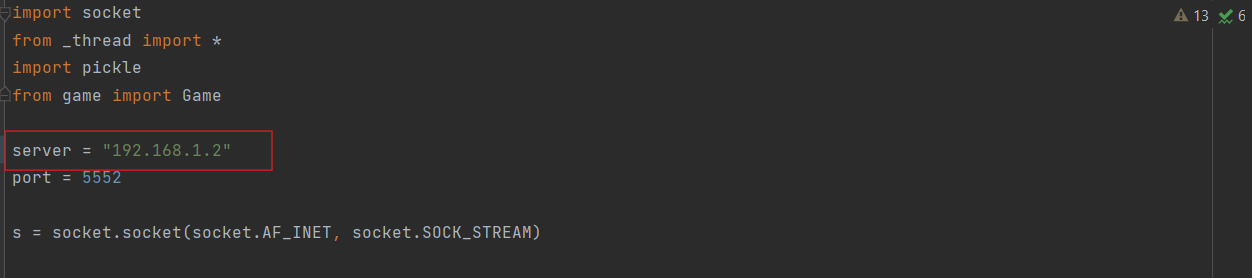 import socket
from _thread import *
import pickle
from game import Game
server = "192.168.1.2"
port = 5552
s = socket.socket(socket.AF_INET, socket.SOCK_STREAM)
13 6